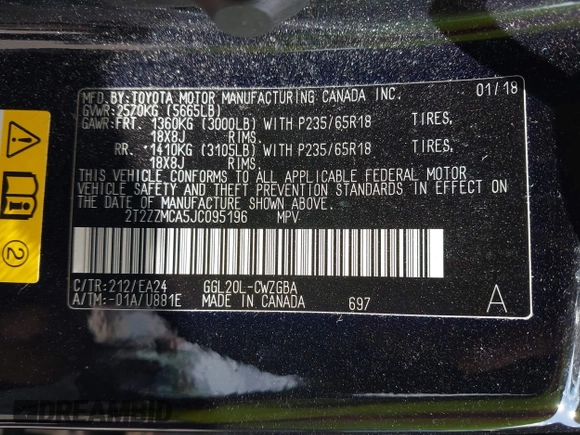 MFD.BY:TOYOTA MOTOR MANUFACTURING CANADA INC. 01/18
GVWR:2570KG (5665LB)
GAWR:FRT. 1360KG (3000LB) WITH P235/65R18 TIRES,
18X8J RIMS.
RR. 1410KG (3105LB) WITH P235/65R18 TIRES,
18X8J RIMS.
THIS VEHICLE CONFORMS TO ALL APPLICABLE FEDERAL MOTOR
VEHICLE SAFETY AND THEFT PREVENTION STANDARDS IN EFFECT ON
THE DATE OF MANUFACTURE SHOWN ABOVE.
2T2ZZMCA5JC095196 MPV
C/TR:212/EA24 GGL20L-CWZGBA
A/TM:-01A/U881E MADE IN CANADA 697 A
2
DREAMBID